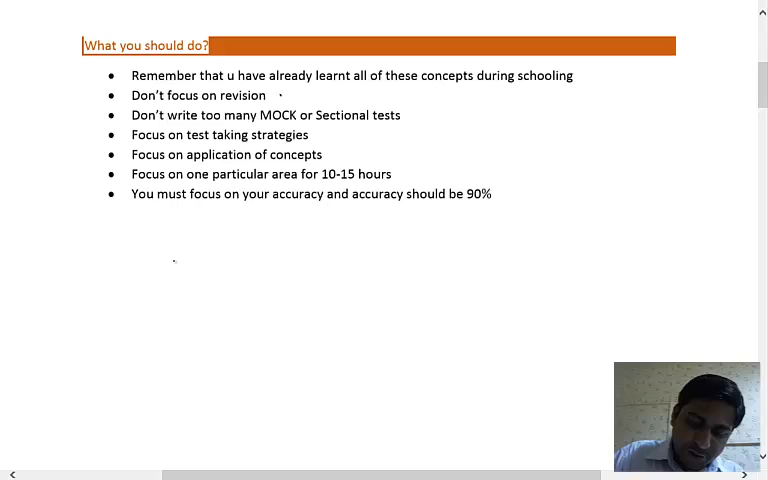 What you should do?
• Remember that u have already learnt all of these concepts during schooling
• Don't focus on revision
• Don't write too many MOCK or Sectional tests
• Focus on test taking strategies
• Focus on application of concepts
• Focus on one particular area for 10-15 hours
• You must focus on your accuracy and accuracy should be 90%